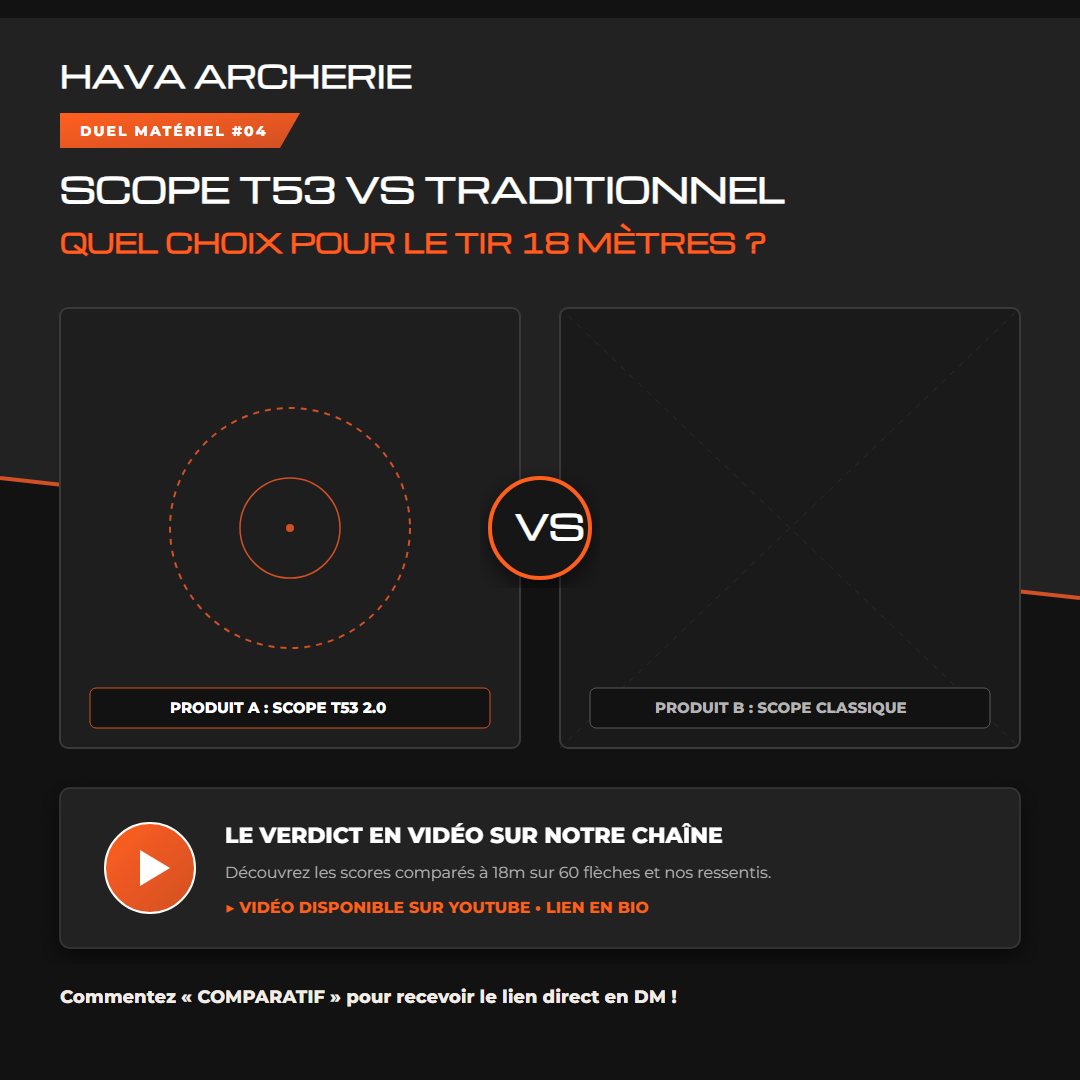 HAVA ARCHERIE
DUEL MATÉRIEL #04
SCOPE T53 VS TRADITIONNEL
QUEL CHOIX POUR LE TIR 18 MÈTRES ?
VS
PRODUIT A : SCOPE T53 2.0
PRODUIT B : SCOPE CLASSIQUE
LE VERDICT EN VIDÉO SUR NOTRE CHAÎNE
Découvrez les scores comparés à 18m sur 60 flèches et nos ressentis.
▸ VIDÉO DISPONIBLE SUR YOUTUBE • LIEN EN BIO
Commentez « COMPARATIF » pour recevoir le lien direct en DM !